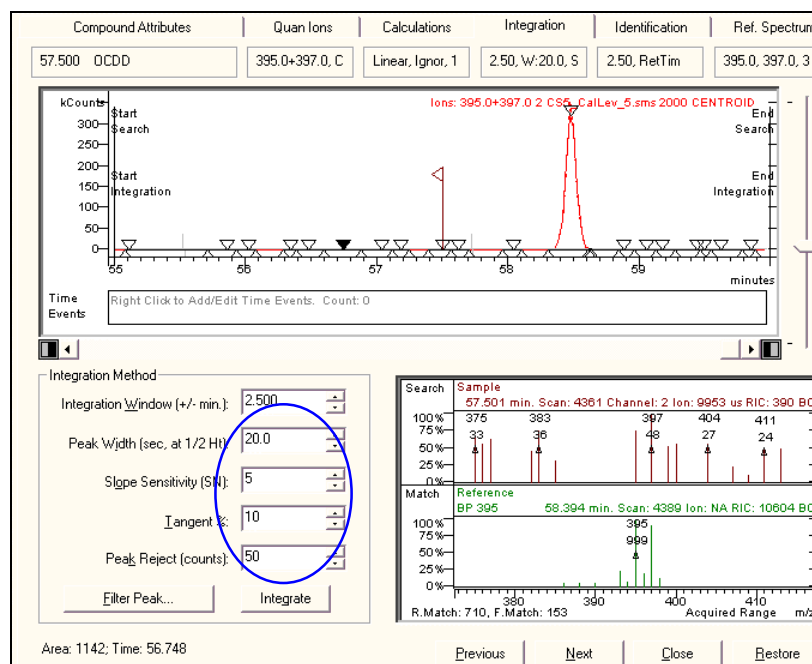 Compound Attributes Quan Ions Calculations Integration Identification Ref. Spectrum
57.500 OCDD 395.0+397.0, C Linear, Ignor, 1 2.50, W:20.0, S 2.50, RetTim 395.0, 397.0, 3
kCounts Ions: 395.0+397.0 2 CS5_CalLev_5.sms 2000 CENTROID
Start Search End Search
300
250
200
Start Integration End Integration
150
100
50
0
55 56 57 58 59
minutes
Time Events Right Click to Add/Edit Time Events. Count: 0
Integration Method
Integration Window (+/- min.): 2.500
Peak Width (sec, at 1/2 Ht): 20.0
Slope Sensitivity (SN): 5
Tangent %: 10
Peak Reject (counts): 50
Filter Peak... Integrate
Area: 1142; Time: 56.748
Search Sample
57.501 min. Scan: 4361 Channel: 2 Ion: 9953 us RIC: 390 BC
100% 375 383 397 404 411
75% 33 36 48 27 24
50%
25%
0%
Match Reference
BP 395 58.394 min. Scan: 4389 Ion: NA RIC: 10604 BC
100% 395
75% 999
50%
25%
0%
380 390 400 410
R.Match: 710, F.Match: 153 Acquired Range m/z
Previous Next Close Restore